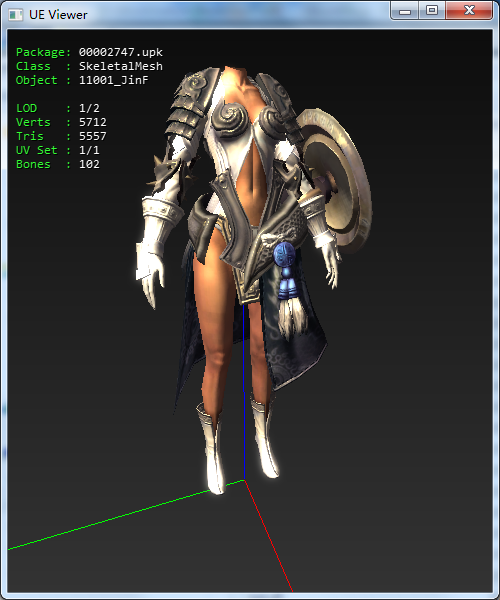 UE Viewer
Package: 00002747.upk
Class : SkeletalMesh
Object : 11001_JinF
LOD : 1/2
Verts : 5712
Tris : 5557
UV Set : 1/1
Bones : 102